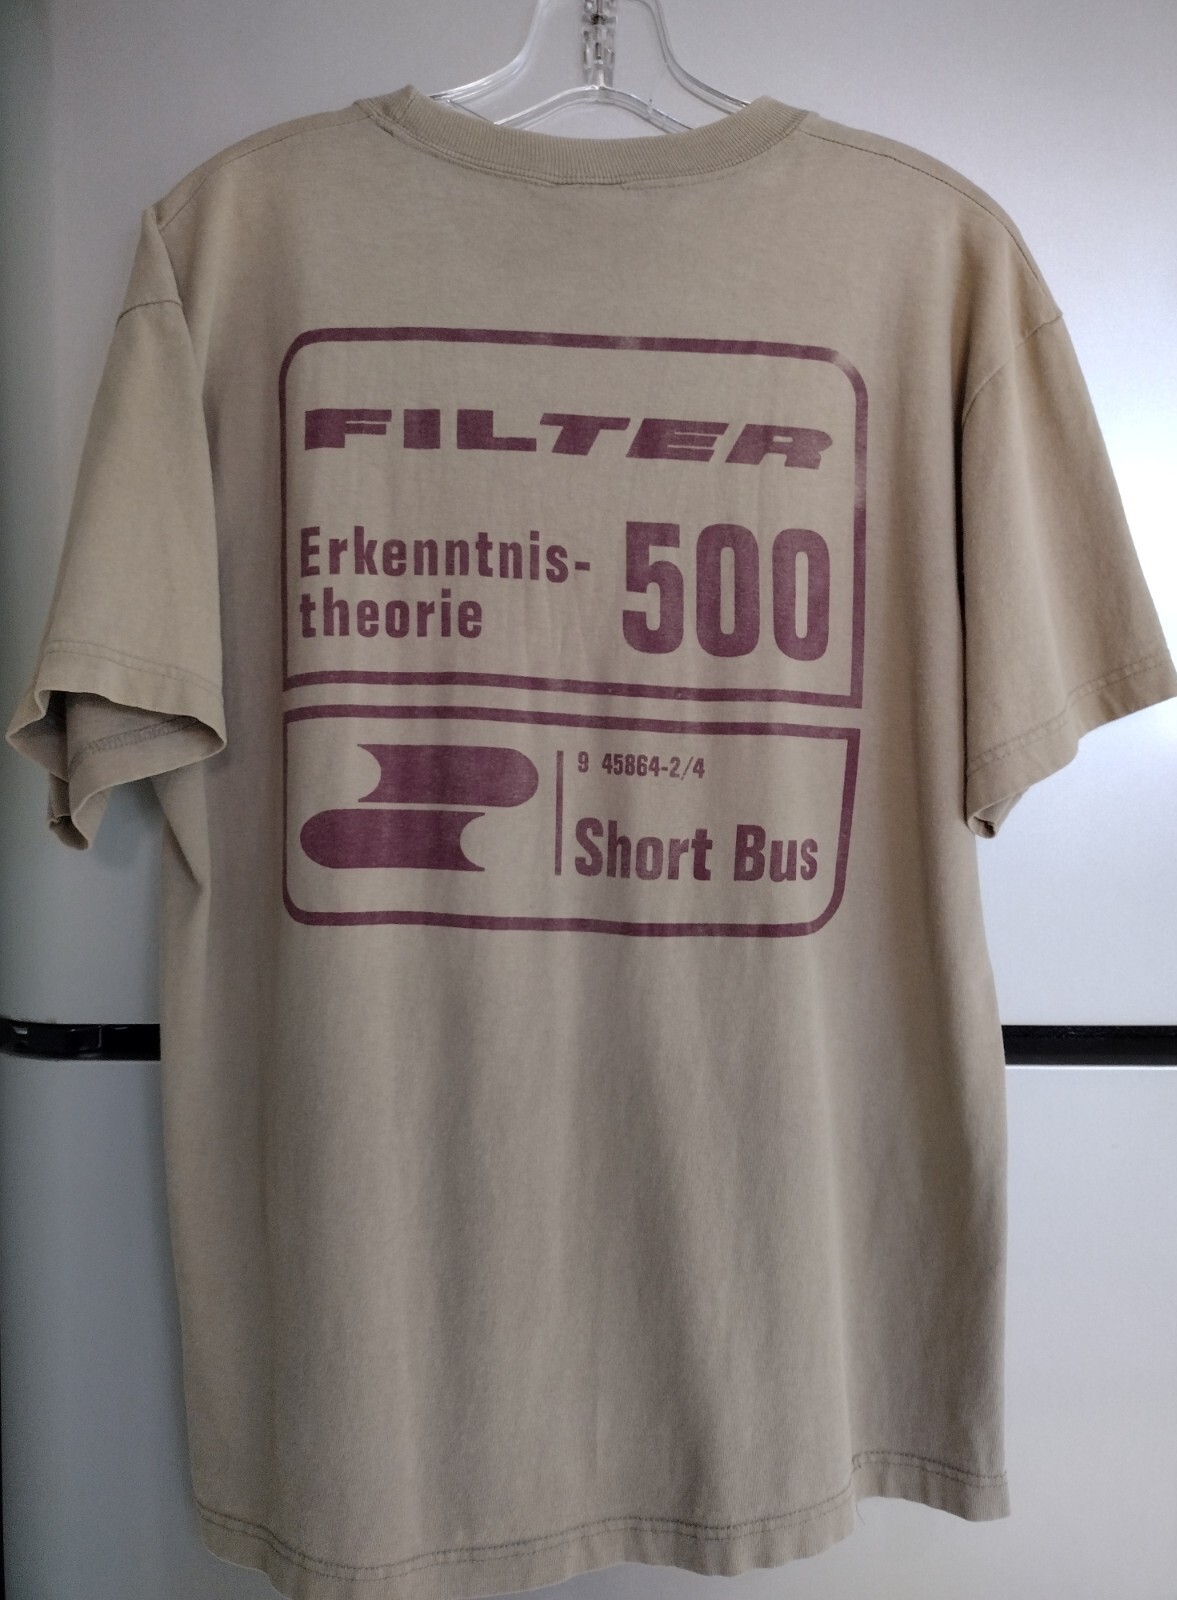 FILTER
Erkenntnis-
theorie
500
9 45864-2/4
Short Bus